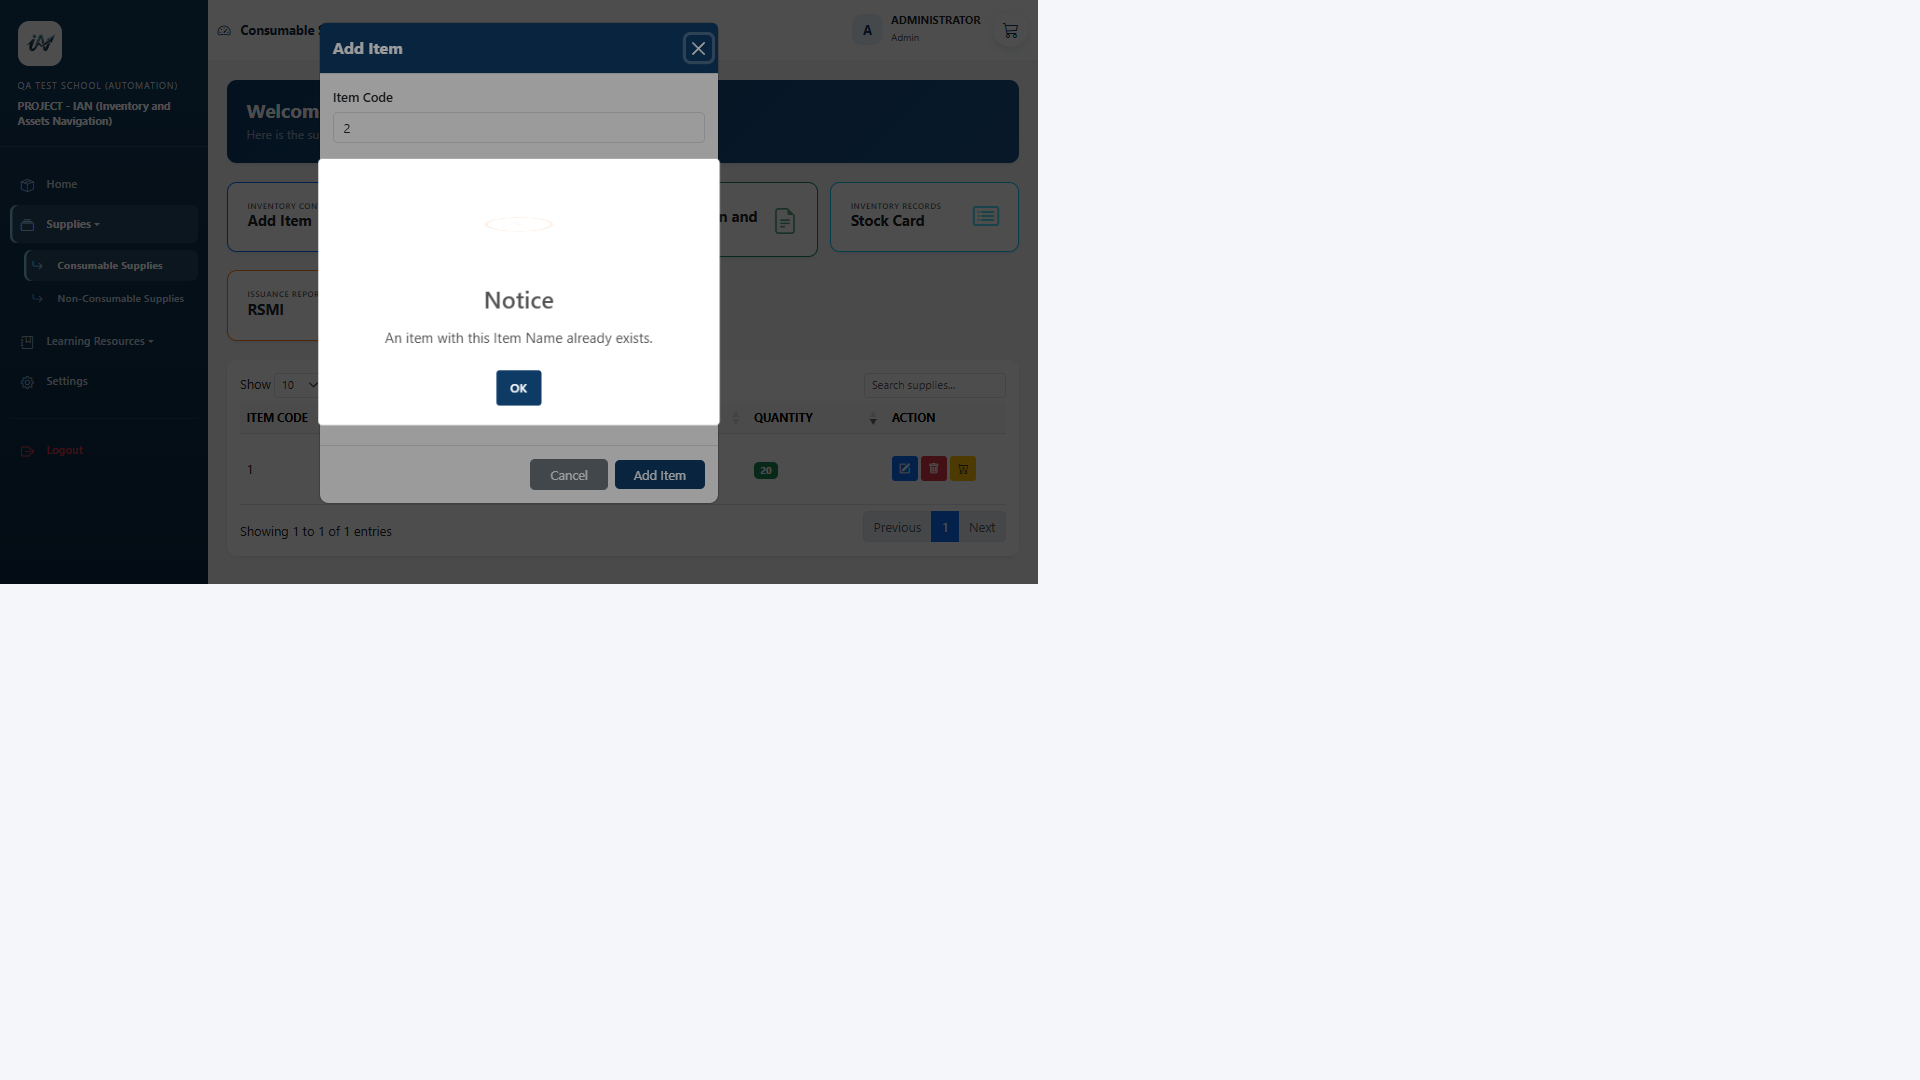 iAN
QA TEST SCHOOL (AUTOMATION)
PROJECT - IAN (Inventory and
Assets Navigation)
Home
Supplies
Consumable Supplies
Non-Consumable Supplies
Learning Resources
Settings
Logout
Consumable
A
ADMINISTRATOR
Admin
Welcom
Here is the su
INVENTORY CON
Add Item
n and
INVENTORY RECORDS
Stock Card
ISSUANCE REPOR
RSMI
Add Item
Item Code
2
Notice
An item with this Item Name already exists.
OK
Cancel
Add Item
Show 10
Search supplies...
ITEM CODE
QUANTITY
ACTION
1
20
Showing 1 to 1 of 1 entries
Previous
1
Next